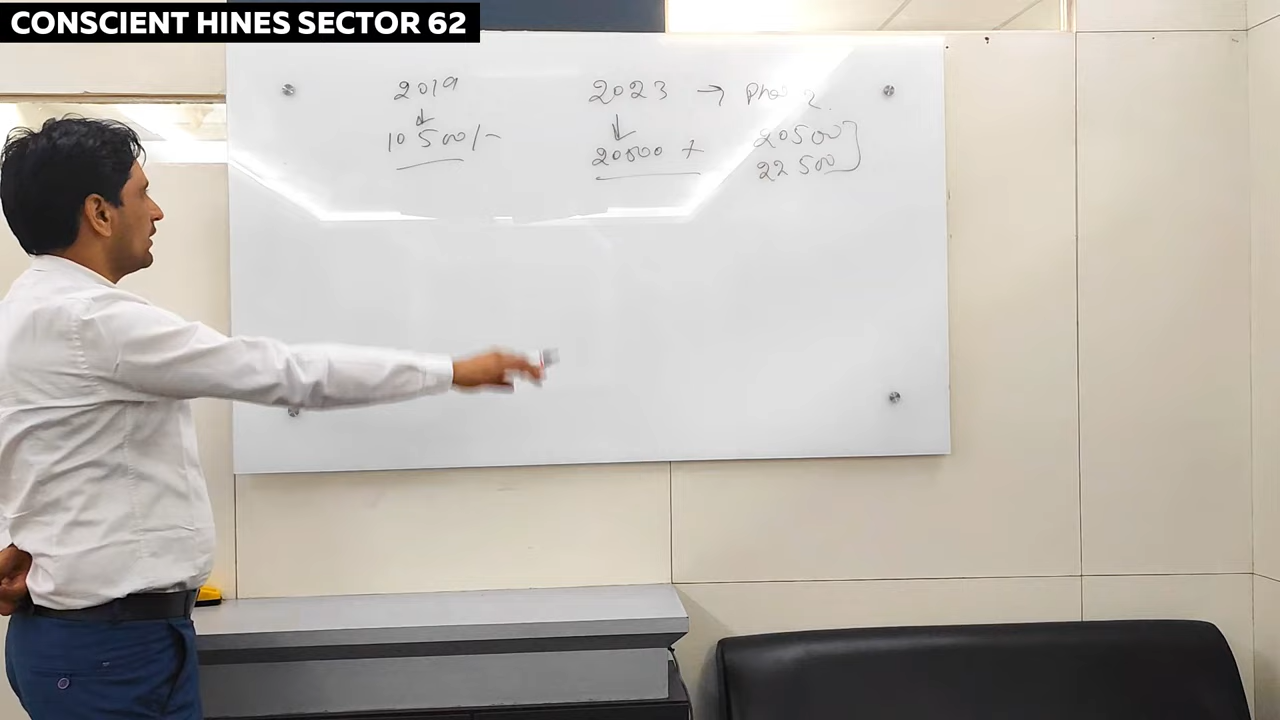 CONSCIENT HINES SECTOR 62
2019
10500/-
2023 → Phase 2.
20500 +
20500
22500